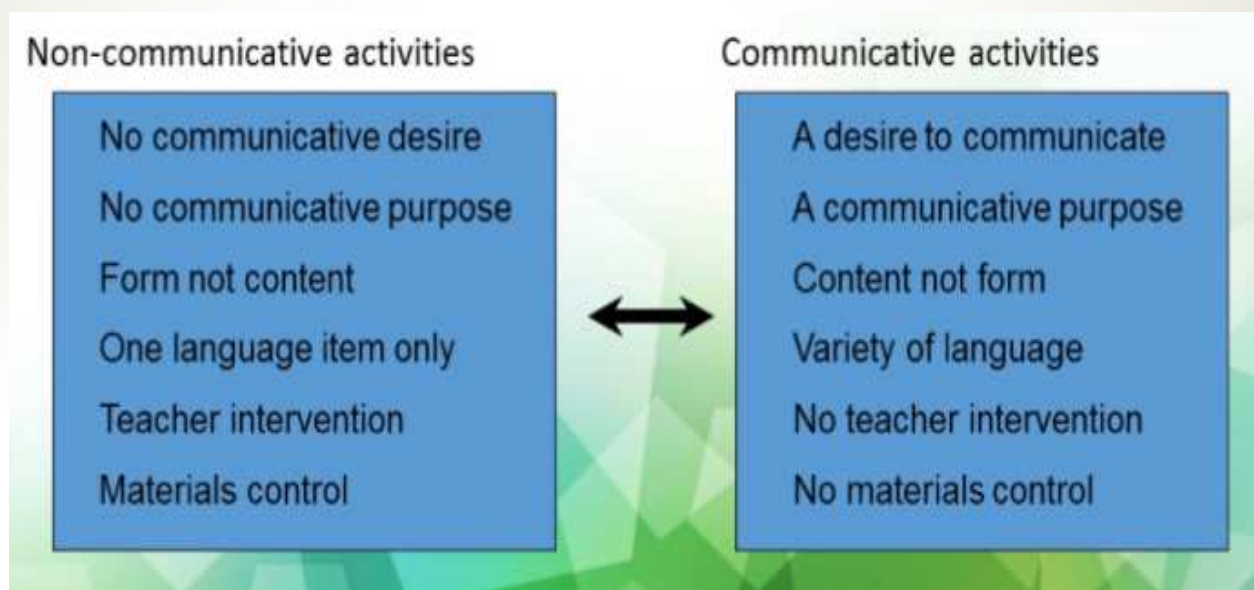 Non-communicative activities
No communicative desire
No communicative purpose
Form not content
One language item only
Teacher intervention
Materials control
Communicative activities
A desire to communicate
A communicative purpose
Content not form
Variety of language
No teacher intervention
No materials control